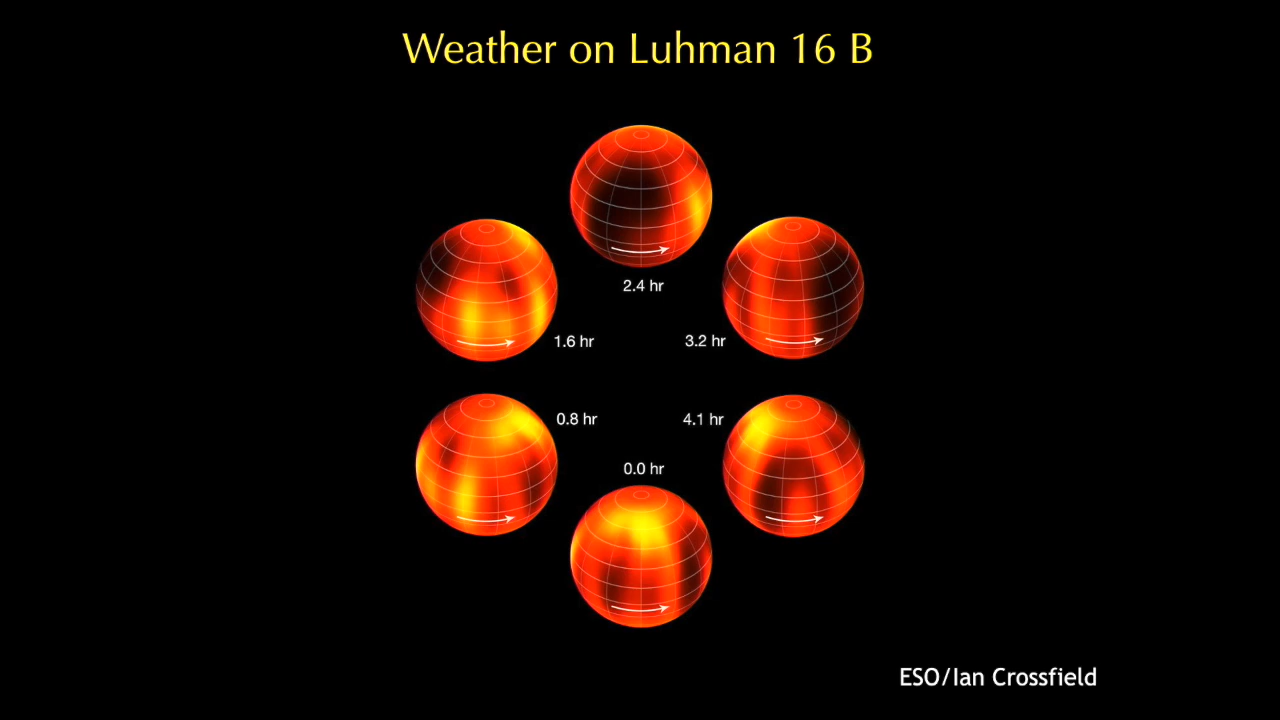 Weather on Luhman 16 B
2.4 hr
1.6 hr
3.2 hr
0.8 hr
4.1 hr
0.0 hr
ESO/Ian Crossfield